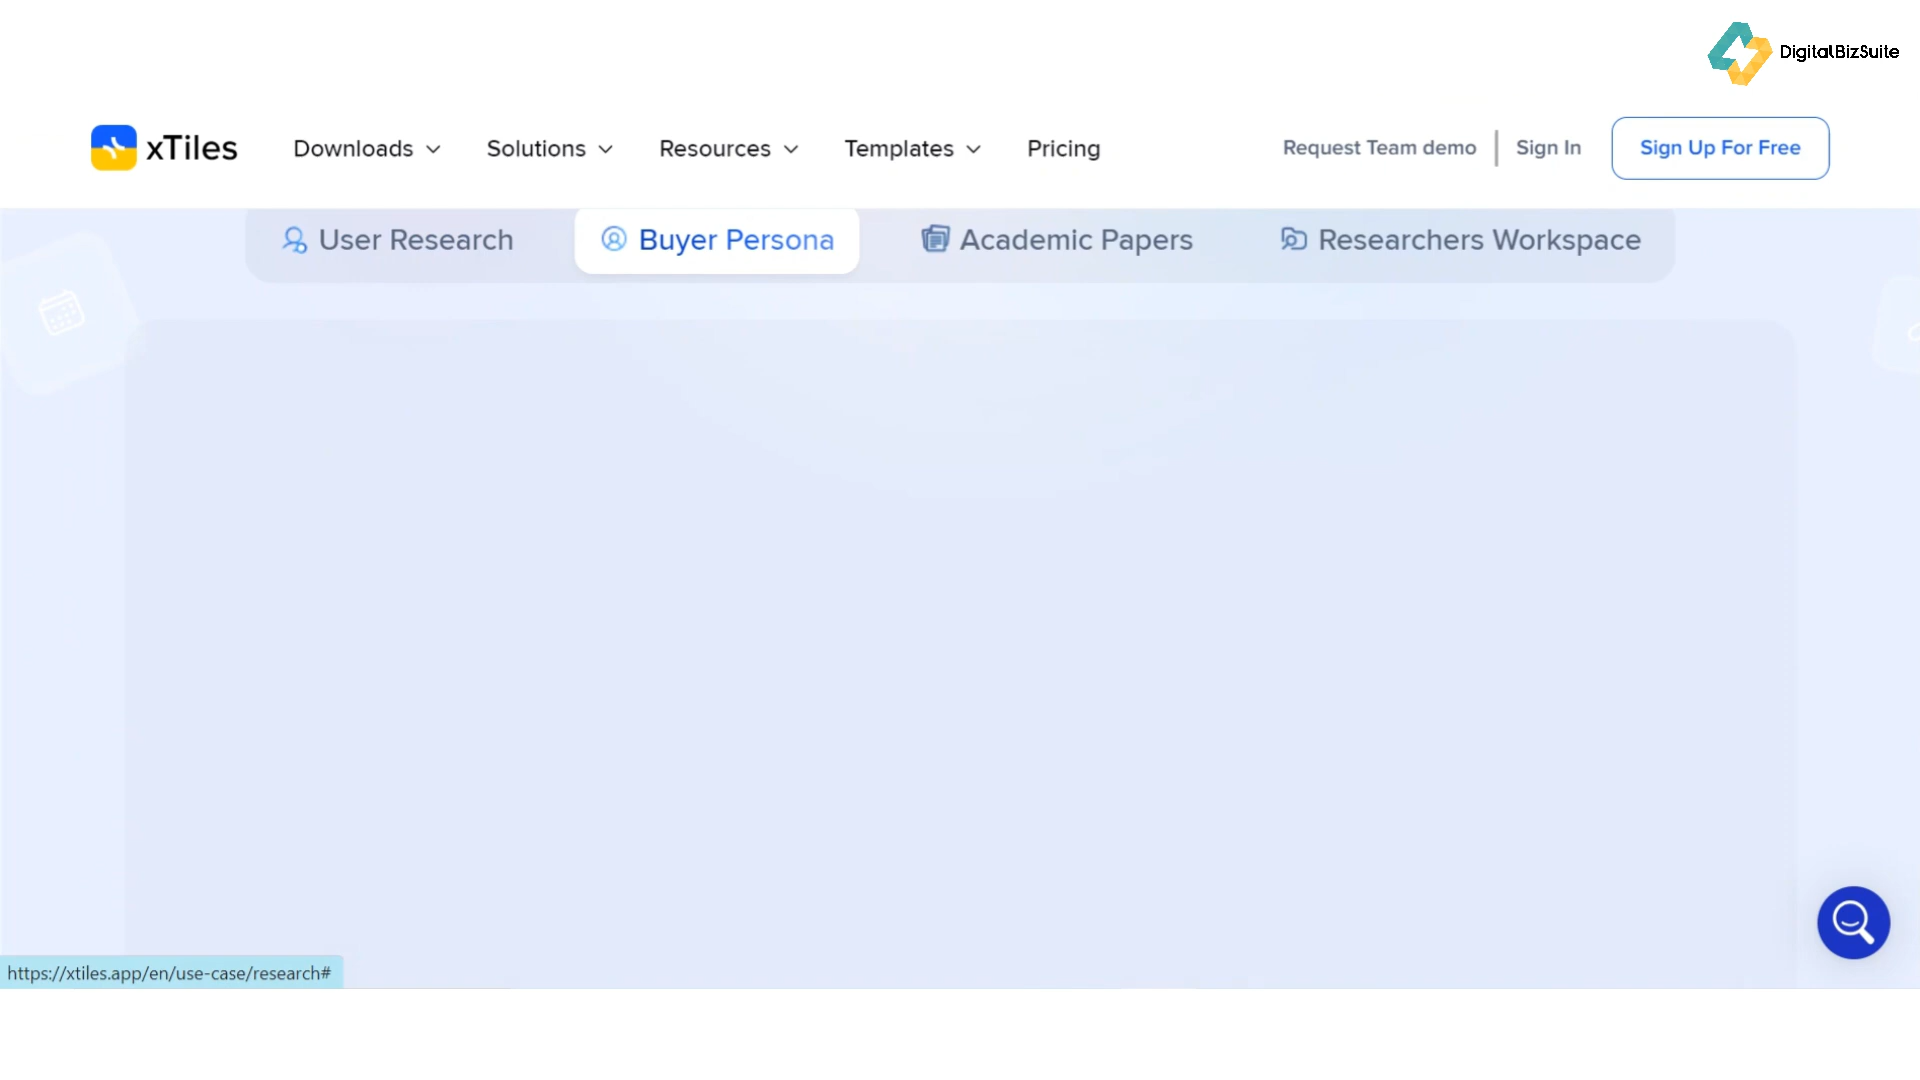 DigitalBizSuite
xTiles Downloads Solutions Resources Templates Pricing Request Team demo Sign In Sign Up For Free
User Research Buyer Persona Academic Papers Researchers Workspace
https://xtiles.app/en/use-case/research#